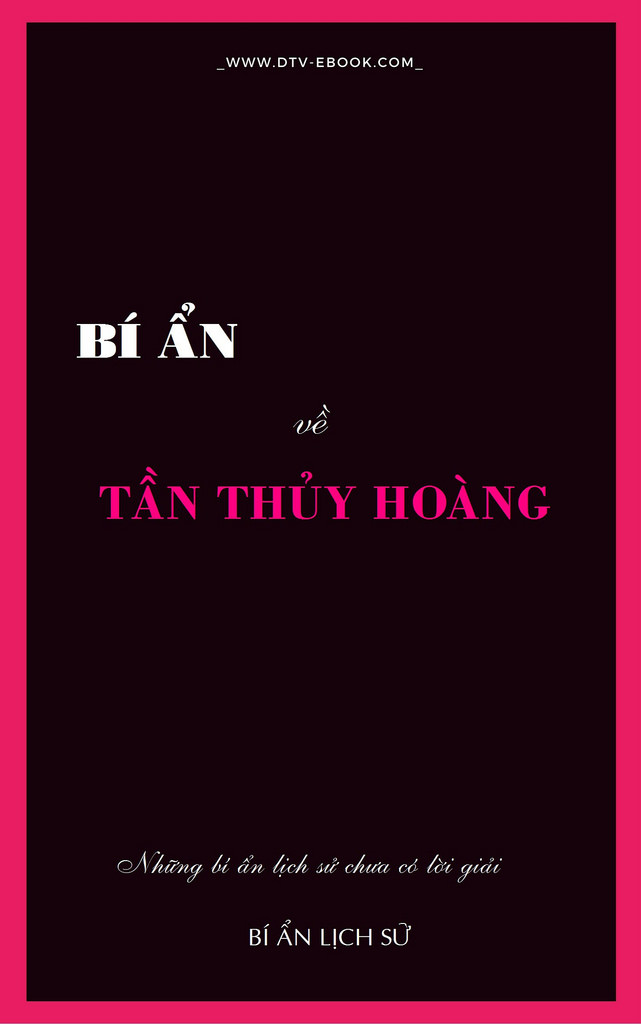 _WWW.DTV-EBOOK.COM_
BÍ ẨN
về
TẦN THỦY HOÀNG
Những bí ẩn lịch sử chưa có lời giải
BÍ ẨN LỊCH SỬ